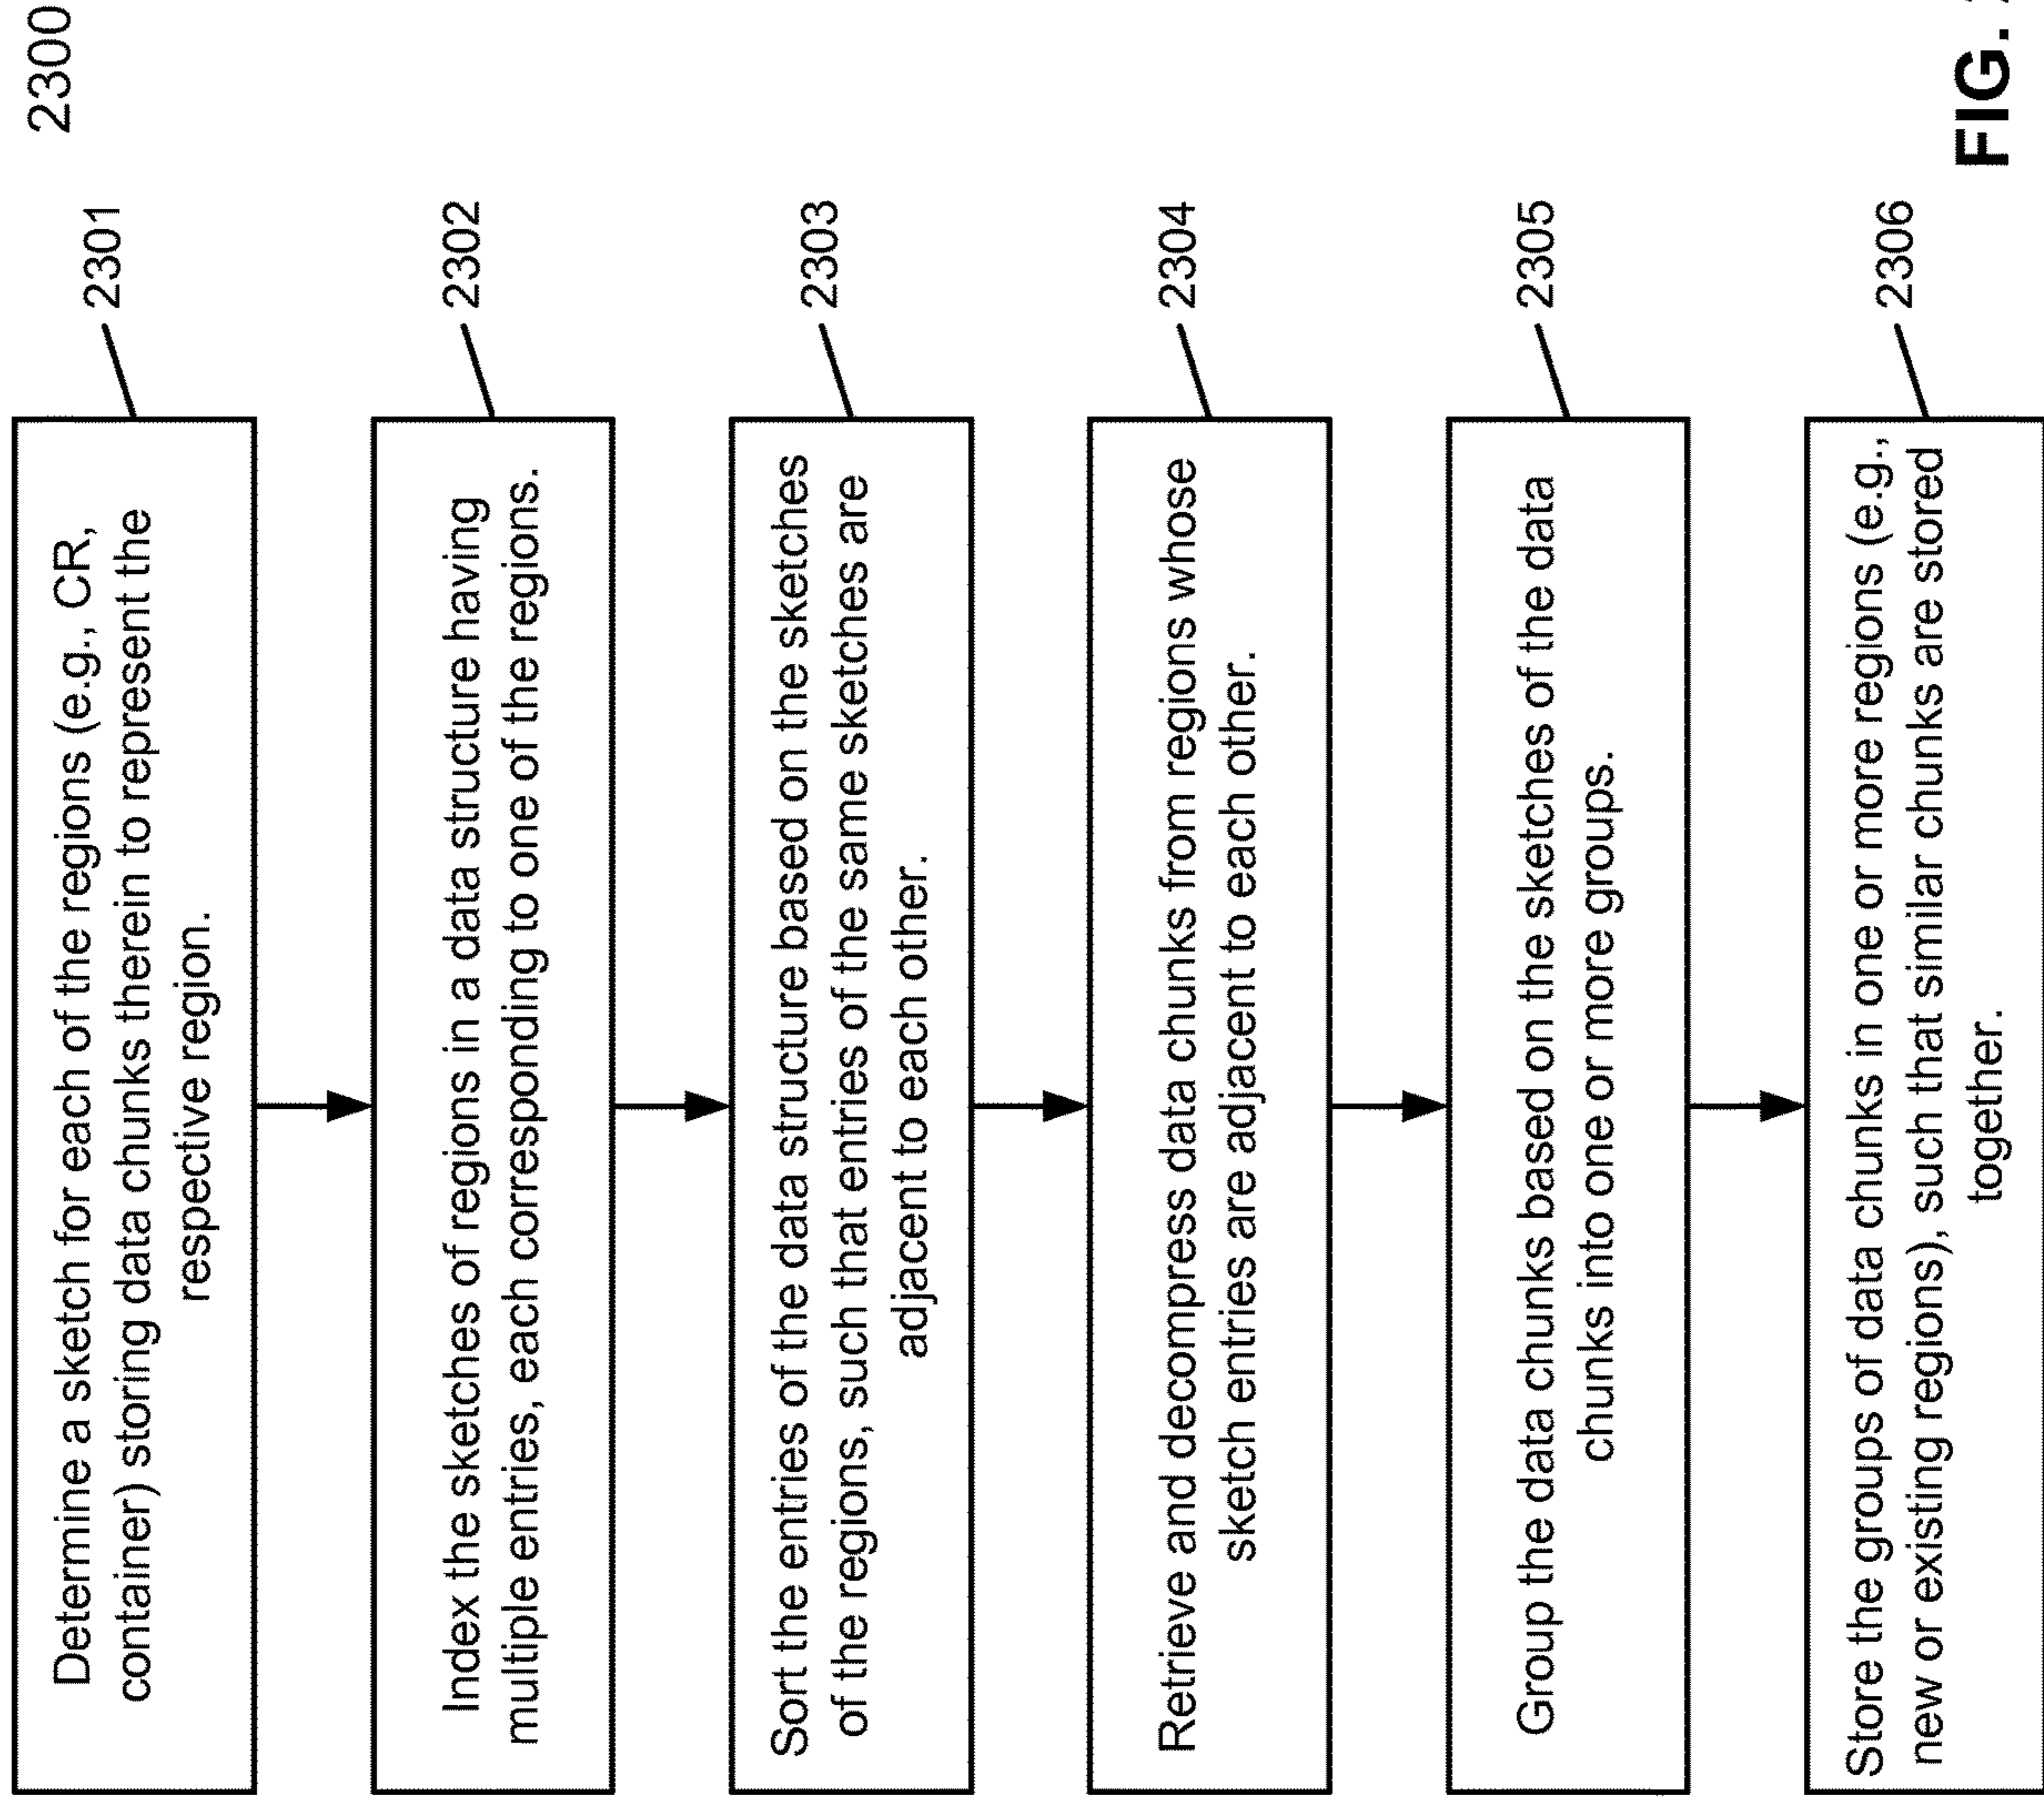 2300
Determine a sketch for each of the regions (e.g., CR,
container) storing data chunks therein to represent the
respective region.
2301
Index the sketches of regions in a data structure having
multiple entries, each corresponding to one of the regions.
2302
Sort the entries of the data structure based on the sketches
of the regions, such that entries of the same sketches are
adjacent to each other.
2303
Retrieve and decompress data chunks from regions whose
sketch entries are adjacent to each other.
2304
Group the data chunks based on the sketches of the data
chunks into one or more groups.
2305
Store the groups of data chunks in one or more regions (e.g.,
new or existing regions), such that similar chunks are stored
together.
2306
FIG.